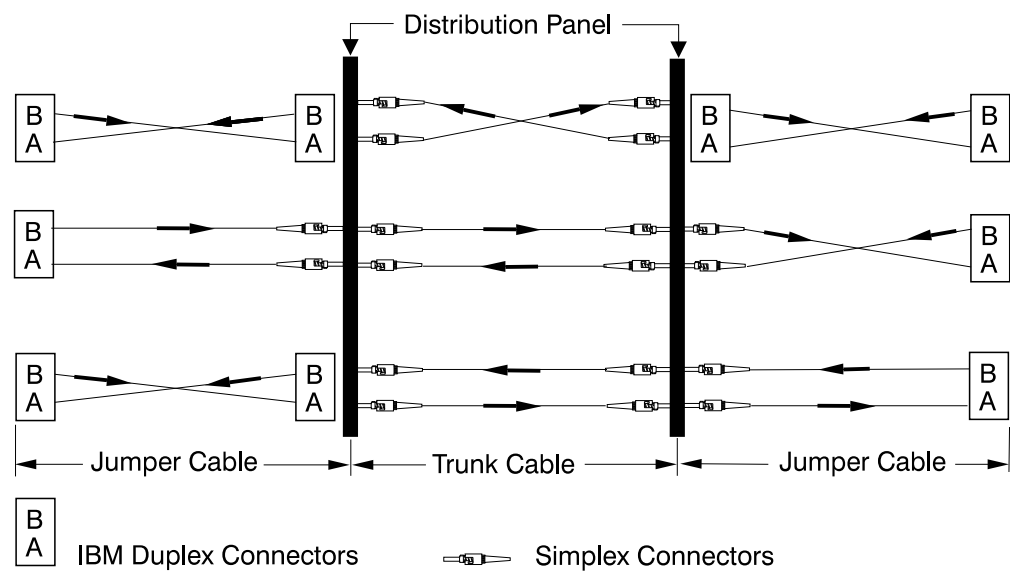 Distribution Panel
B B B B
A A A A
B B
A A
B B B
A A A
Jumper Cable Trunk Cable Jumper Cable
B
A
IBM Duplex Connectors Simplex Connectors